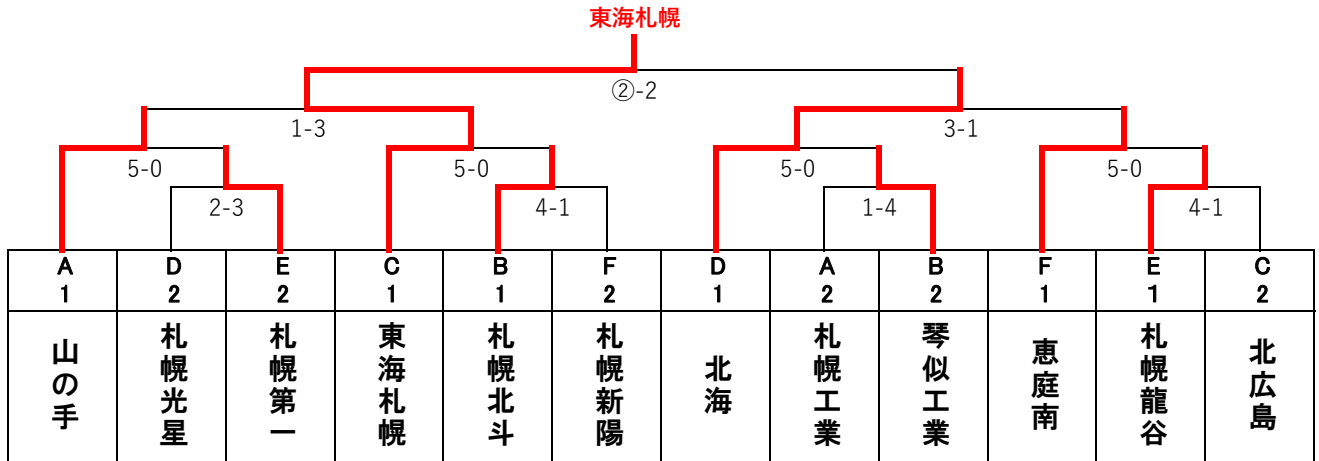 東海札幌
②-2
1-3
3-1
5-0
5-0
5-0
5-0
2-3
4-1
1-4
4-1
A D E C B F D A B F E C
1 2 2 1 1 2 1 2 2 1 1 2
山の手
札幌光星
札幌第一
東海札幌
札幌北斗
札幌新陽
北海
札幌工業
琴似工業
恵庭南
札幌龍谷
北広島